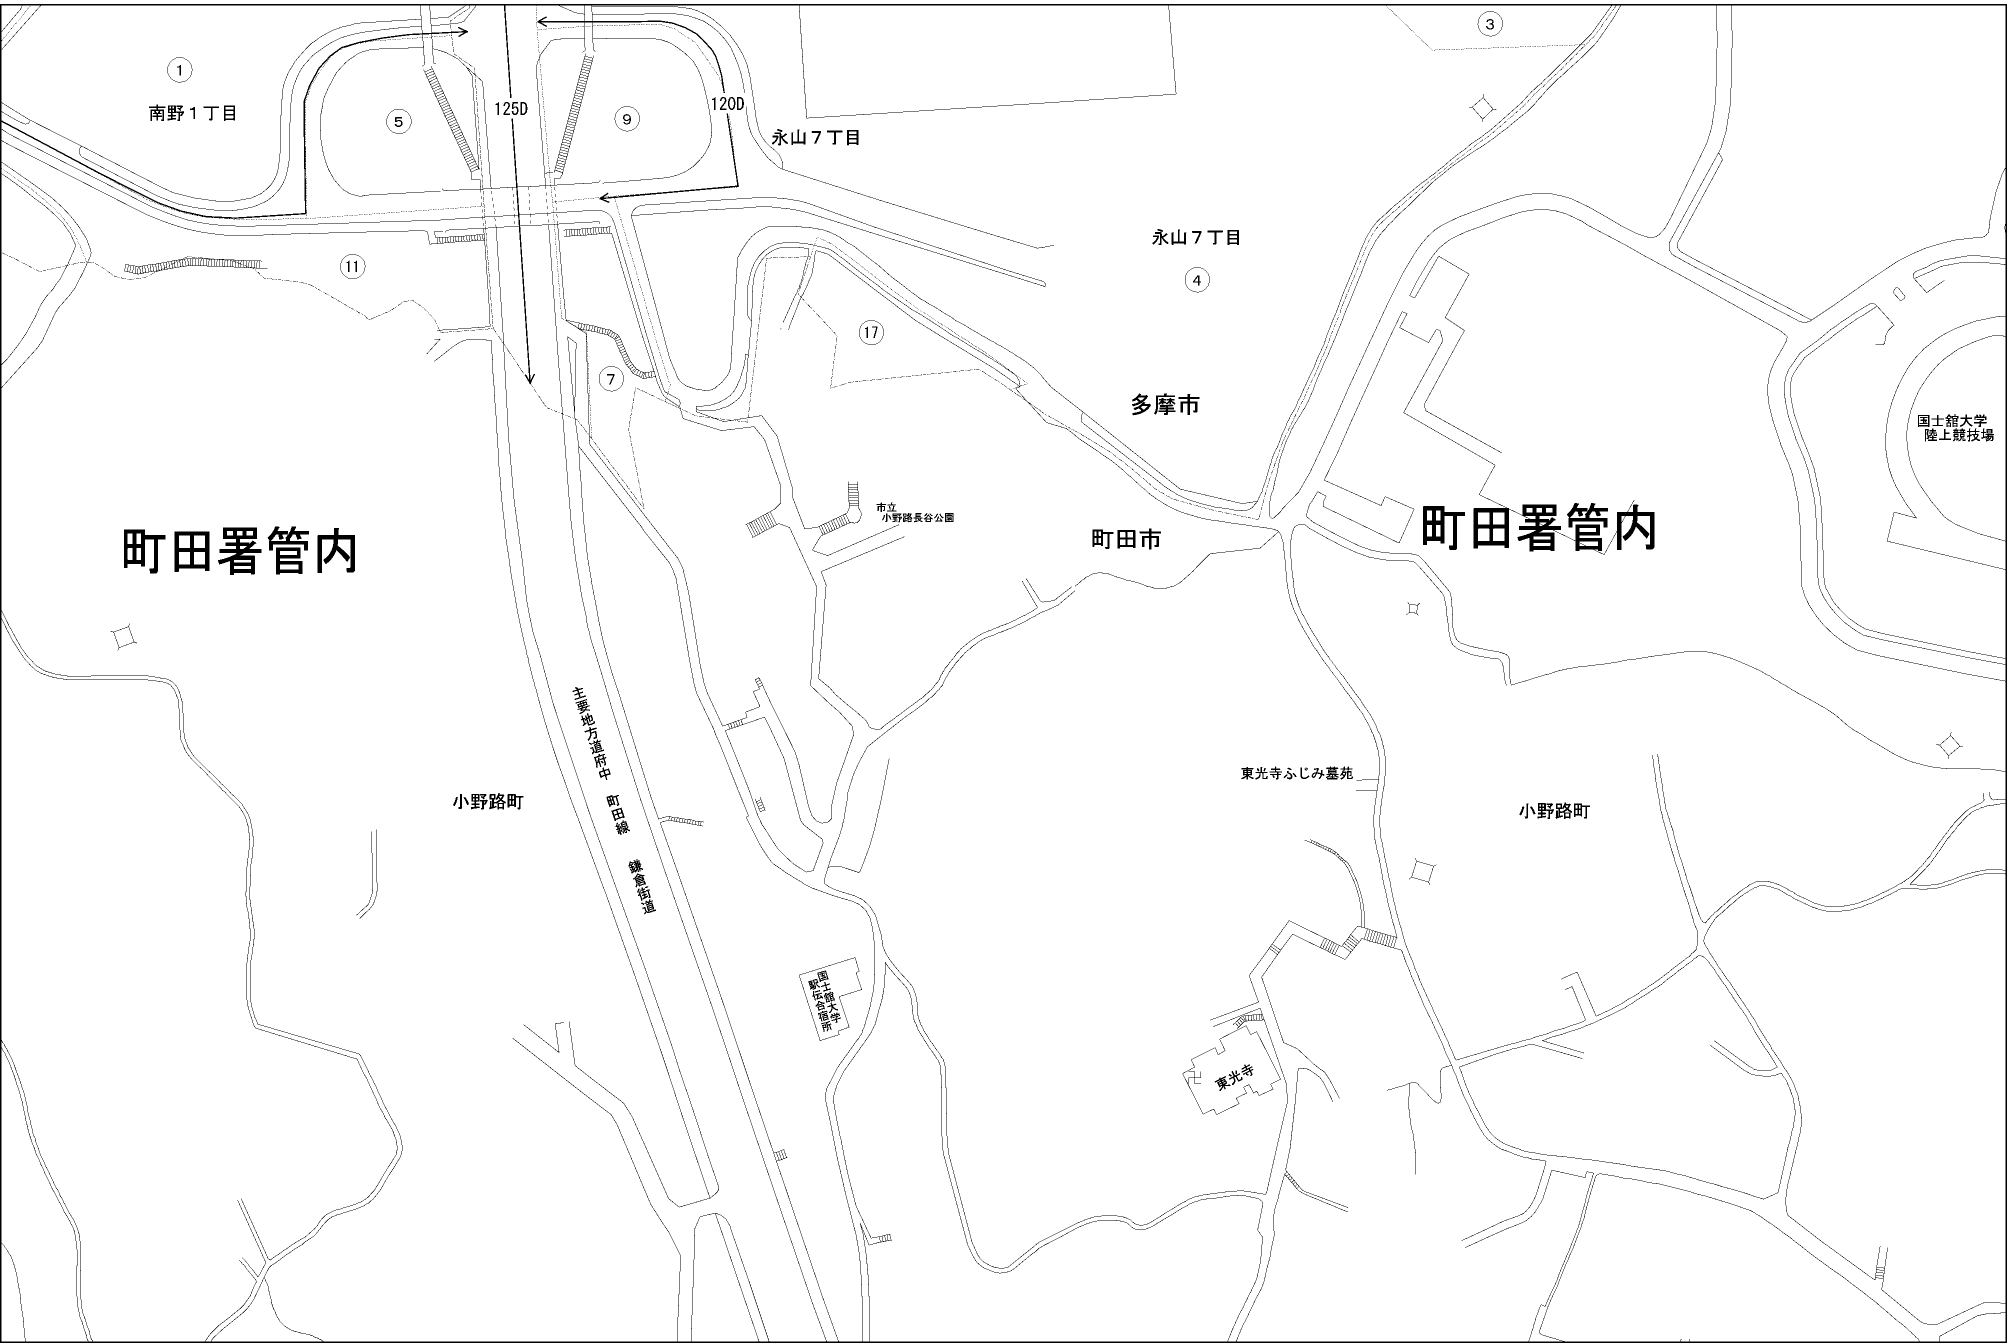 3
1
南野1丁目
5
125D
9
120D
永山7丁目
永山7丁目
4
11
17
7
多摩市
国士舘大学
陸上競技場
市立
小野路長谷公園
町田市
町田署管内
町田署管内
主要地方道府中 町田線 鎌倉街道
小野路町
東光寺ふじみ墓苑
小野路町
国士舘大学
駅伝合宿所
東光寺